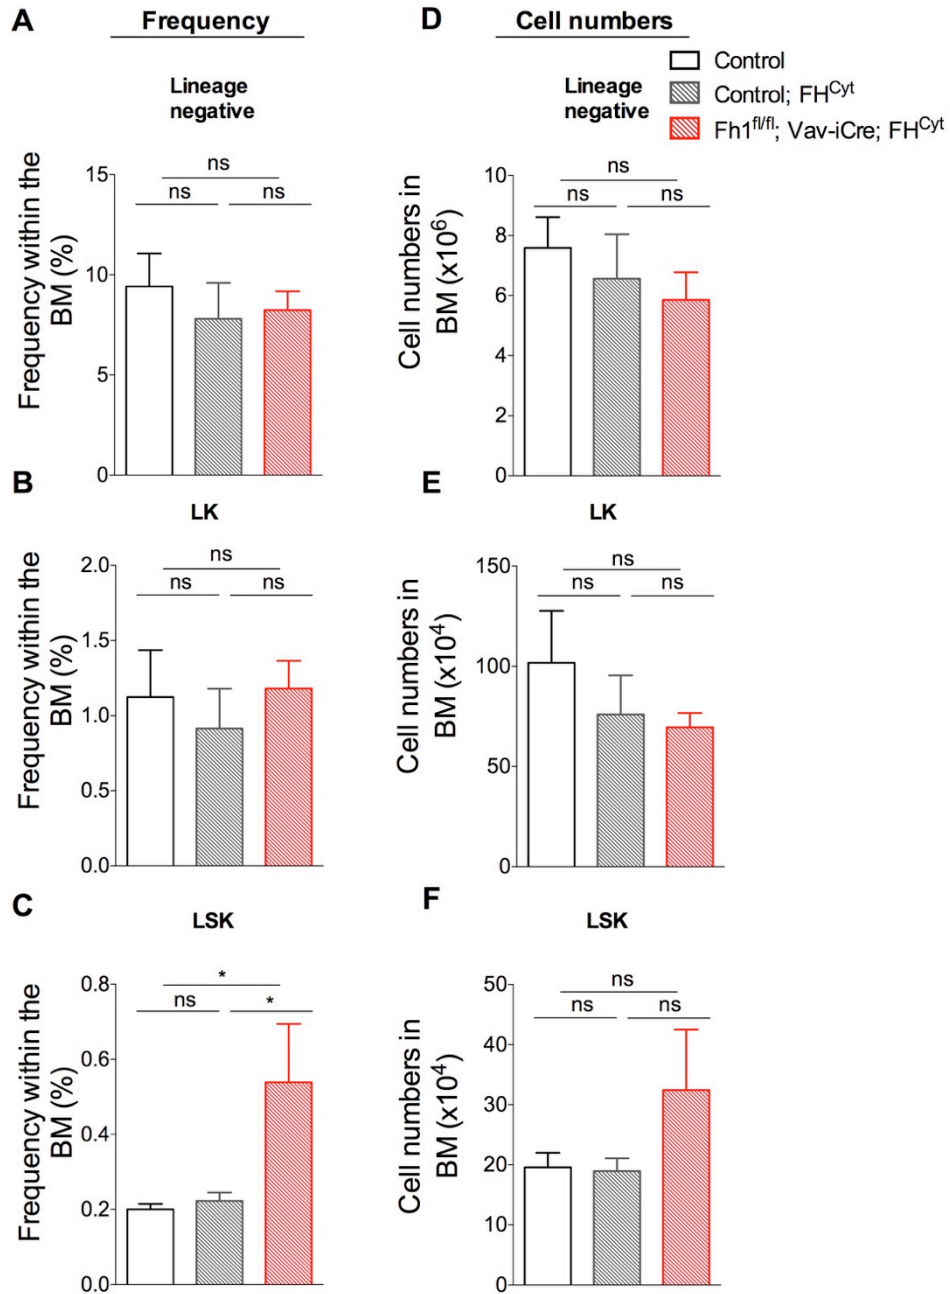 A
Frequency
D
Cell numbers
Control
Control; FH^Cyt
Fh1^fl/fl; Vav-iCre; FH^Cyt
Lineage
negative
Frequency within the
BM (%)
15
10
5
0
ns
ns
ns
Lineage
negative
Cell numbers in
BM (x10^6)
10
8
6
4
2
0
ns
ns
ns
B
LK
Frequency within the
BM (%)
2.0
1.5
1.0
0.5
0.0
ns
ns
ns
E
LK
Cell numbers in
BM (x10^4)
150
100
50
0
ns
ns
ns
C
LSK
Frequency within the
BM (%)
0.8
0.6
0.4
0.2
0.0
*
ns
*
F
LSK
Cell numbers in
BM (x10^4)
50
40
30
20
10
0
ns
ns
ns